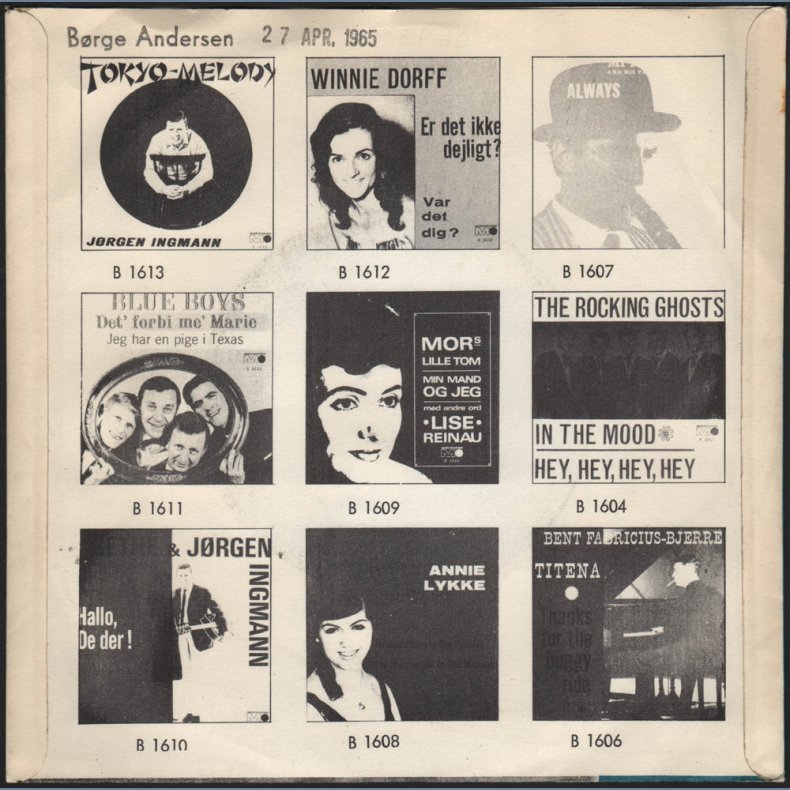 Børge Andersen 27 APR. 1965
TOKYO-MELODY
JØRGEN INGMANN
B 1613
WINNIE DORFF
Er det ikke
dejligt?
Var
det
dig?
B 1612
ALWAYS
B 1607
BLUE BOYS
Det' forbi me' Marie
Jeg har en pige i Texas
B 1611
MORs
LILLE TOM
MIN MAND
OG JEG
med andre ord
•LISE•
REINAU
B 1609
THE ROCKING GHOSTS
IN THE MOOD
HEY, HEY, HEY, HEY
B 1604
& JØRGEN
INGMANN
Hallo,
De der!
B 1610
ANNIE
LYKKE
B 1608
BENT FABRICIUS-BJERRE
TITENA
Thanks
for the
buggy
ride
B 1606